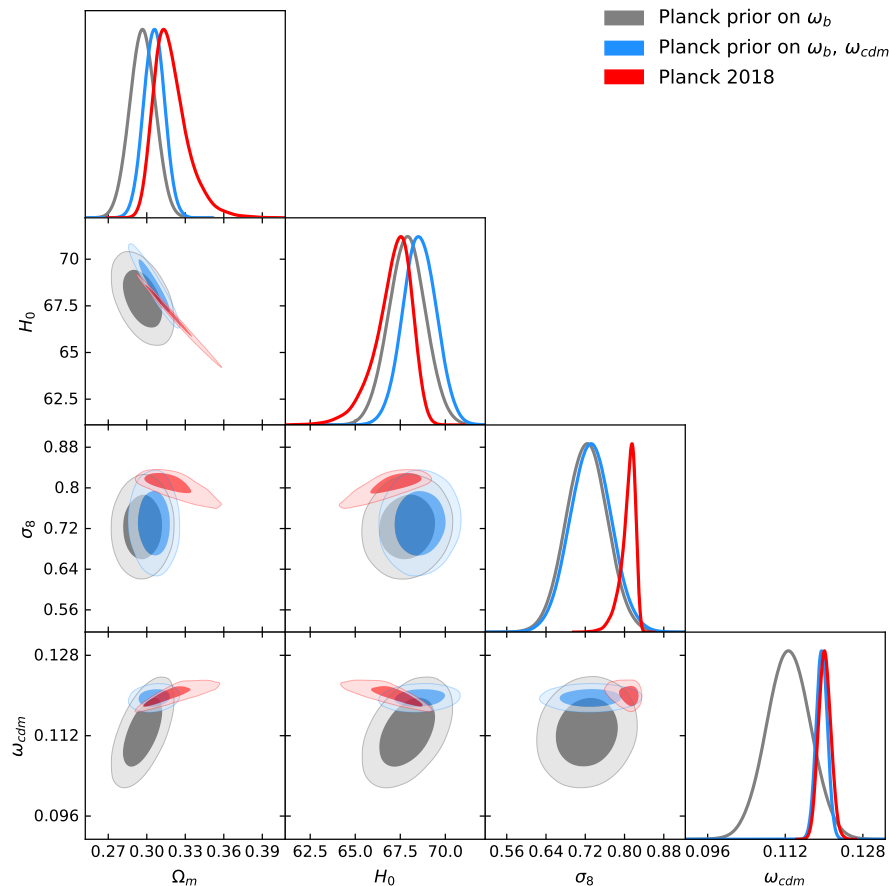 Planck prior on ω_b
Planck prior on ω_b, ω_cdm
Planck 2018
70
67.5
65
62.5
H_0
0.88
0.8
0.72
0.64
0.56
σ_8
0.128
0.112
0.096
ω_cdm
0.27 0.30 0.33 0.36 0.39
62.5 65.0 67.5 70.0
0.56 0.64 0.72 0.80 0.88
0.096 0.112 0.128
Ω_m
H_0
σ_8
ω_cdm